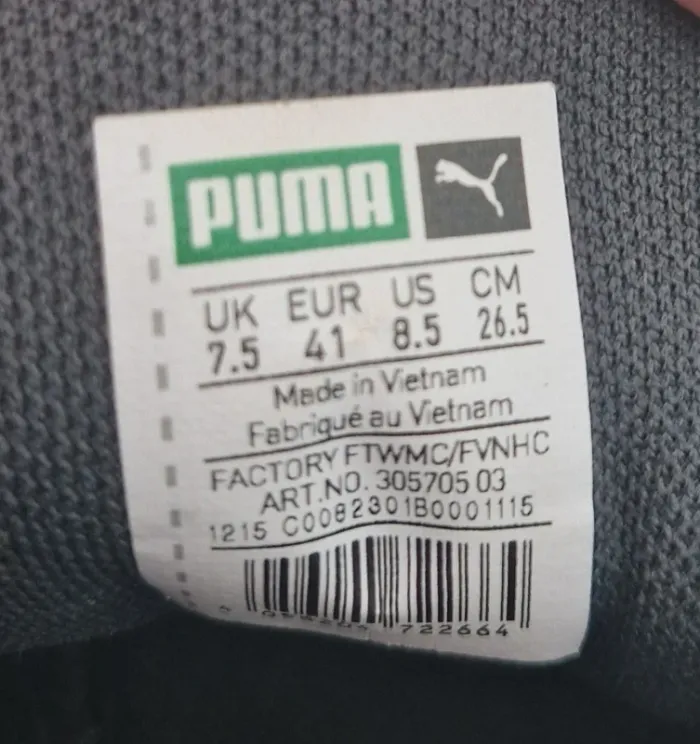 PUMA
UK EUR US CM
7.5 41 8.5 26.5
Made in Vietnam
Fabriqué au Vietnam
FACTORY FTWMC/FVNHC
ART.NO. 305705 03
1215 C0082301B0001115
722664